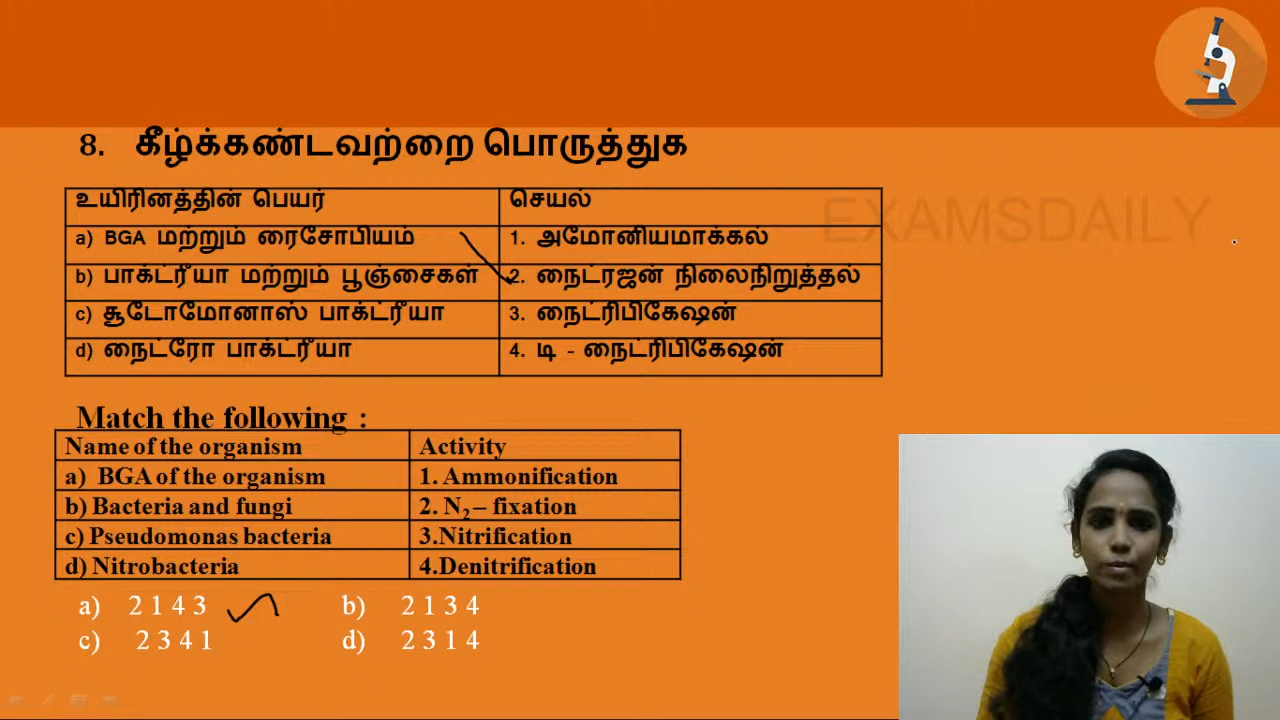 8. கீழ்க்கண்டவற்றை பொருத்துக
EXAMSDAILY
உயிரினத்தின் பெயர் செயல்
a) BGA மற்றும் ரைசோபியம் 1. அமோனியமாக்கல்
b) பாக்ட்ரீயா மற்றும் பூஞ்சைகள் 2. நைட்ரஜன் நிலைநிறுத்தல்
c) சூடோமோனாஸ் பாக்ட்ரீயா 3. நைட்ரிபிகேஷன்
d) நைட்ரோ பாக்ட்ரீயா 4. டி - நைட்ரிபிகேஷன்
Match the following :
Name of the organism Activity
a) BGA of the organism 1. Ammonification
b) Bacteria and fungi 2. N₂ – fixation
c) Pseudomonas bacteria 3.Nitrification
d) Nitrobacteria 4.Denitrification
a) 2 1 4 3 b) 2 1 3 4
c) 2 3 4 1 d) 2 3 1 4